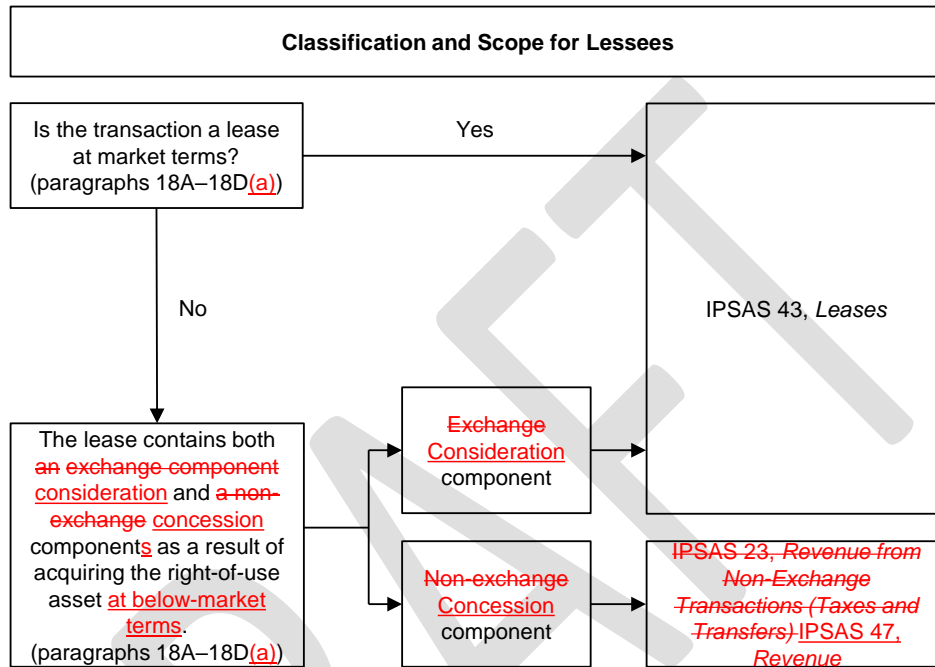 Classification and Scope for Lessees
Is the transaction a lease
at market terms?
(paragraphs 18A–18D(a))
Yes
No
IPSAS 43, Leases
The lease contains both
an exchange component
consideration and a non-
exchange concession
components as a result of
acquiring the right-of-use
asset at below-market
terms.
(paragraphs 18A–18D(a))
Exchange
Consideration
component
Non-exchange
Concession
component
IPSAS 23, Revenue from
Non-Exchange
Transactions (Taxes and
Transfers) IPSAS 47,
Revenue
DRAFT